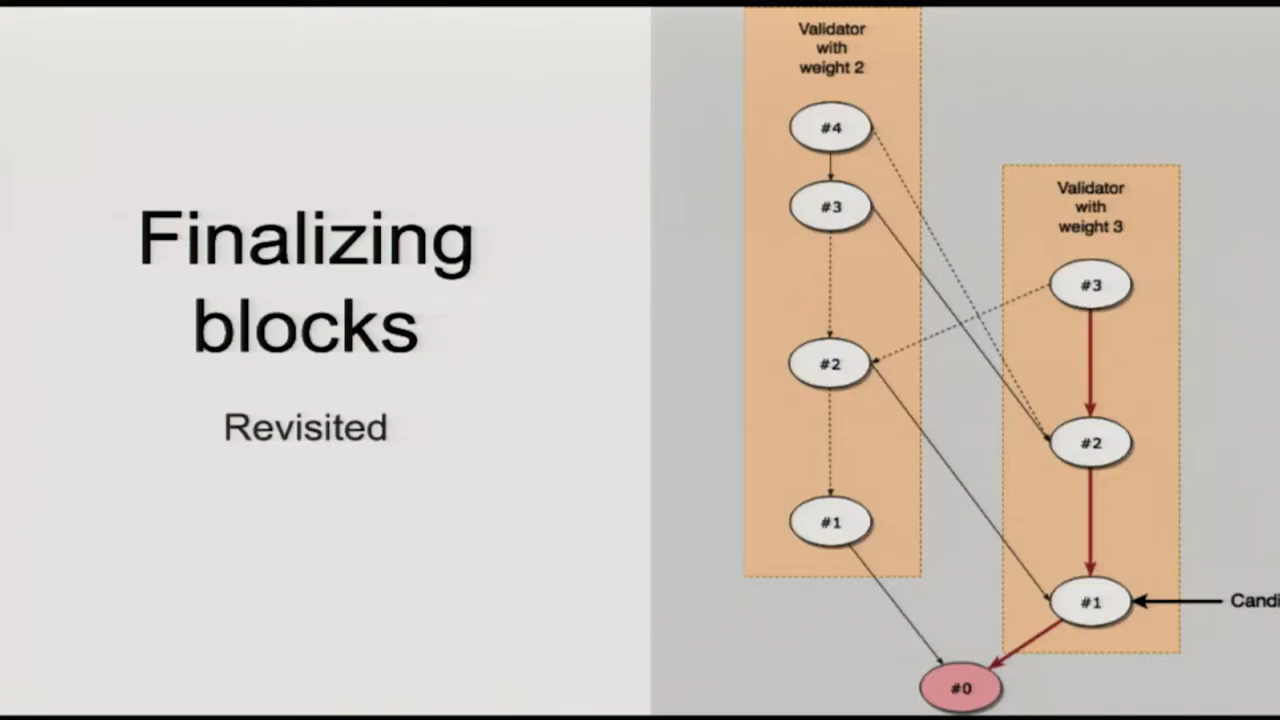 Finalizing
blocks
Revisited
Validator
with
weight 2
#4
#3
#2
#1
Validator
with
weight 3
#3
#2
#1
Candi
#0